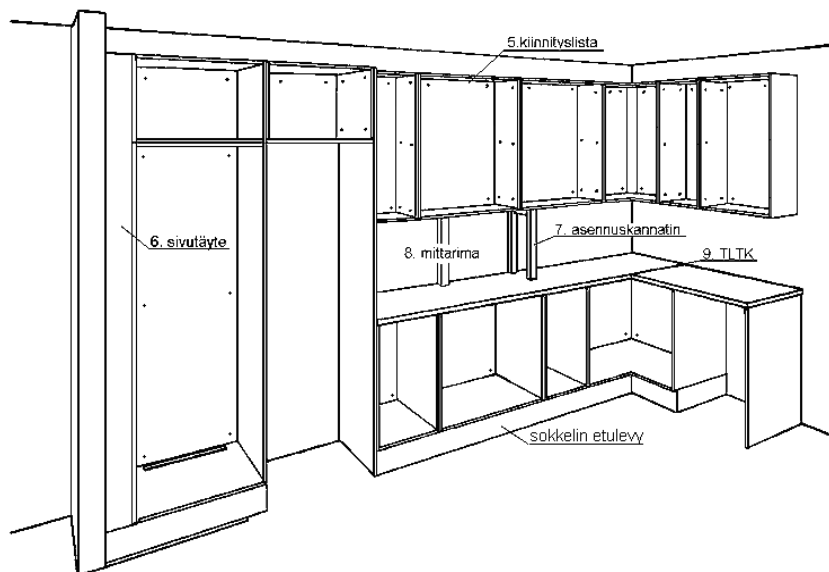 5.kiinnityslista
6. sivutäyte
7. asennuskannatin
8. mittarima
9. TLTK
sokkelin etulevy